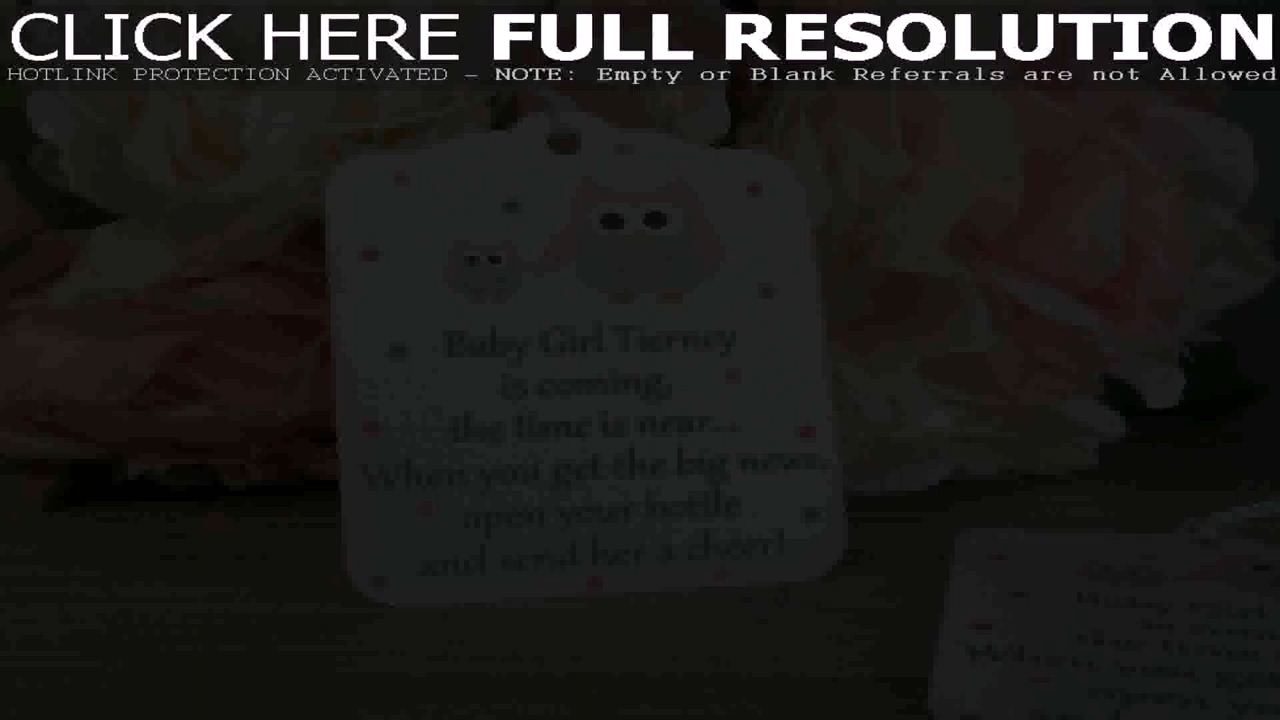 CLICK HERE FULL RESOLUTION
HOTLINK PROTECTION ACTIVATED – NOTE: Empty or Blank Referrals are not Allowed
Baby Girl Tierney
is coming,
the time is near...
When you get the big news,
open your bottle
and send her a cheer!